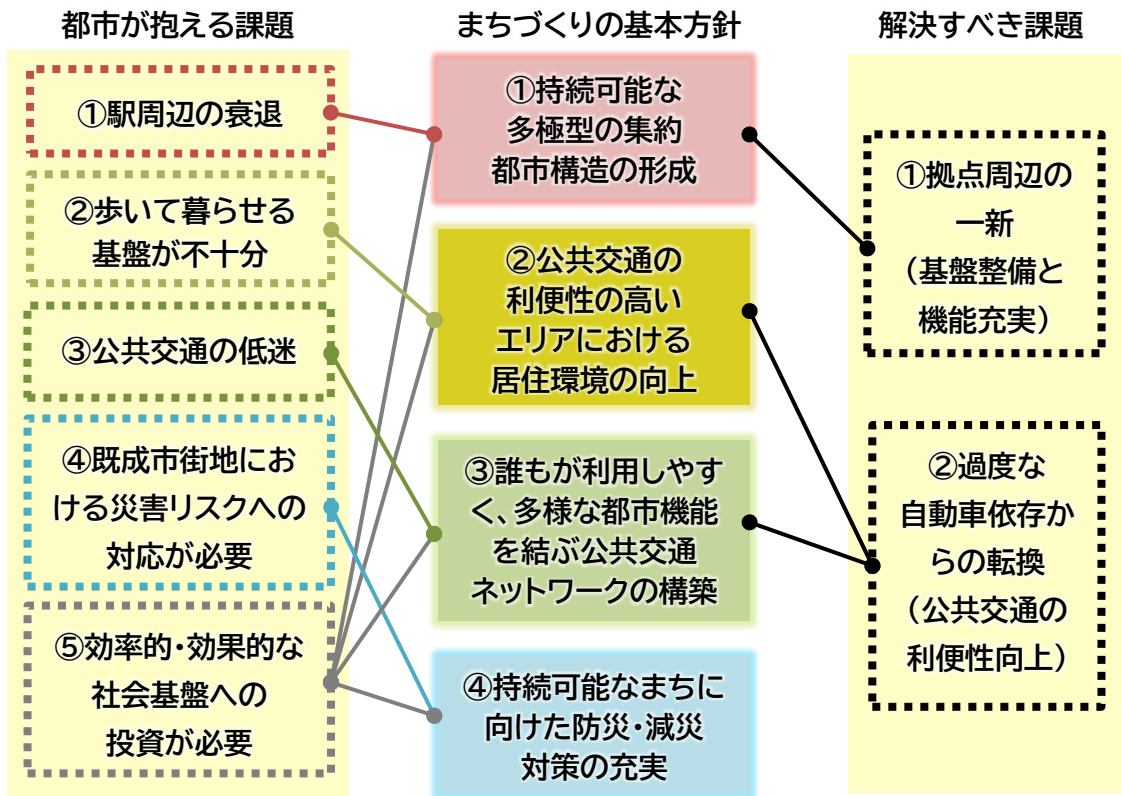 都市が抱える課題
①駅周辺の衰退
②歩いて暮らせる
基盤が不十分
③公共交通の低迷
④既成市街地にお
ける災害リスクへの
対応が必要
⑤効率的・効果的な
社会基盤への
投資が必要
まちづくりの基本方針
①持続可能な
多極型の集約
都市構造の形成
②公共交通の
利便性の高い
エリアにおける
居住環境の向上
③誰もが利用しやす
く、多様な都市機能
を結ぶ公共交通
ネットワークの構築
④持続可能なまちに
向けた防災・減災
対策の充実
解決すべき課題
①拠点周辺の
一新
（基盤整備と
機能充実）
②過度な
自動車依存か
らの転換
（公共交通の
利便性向上）